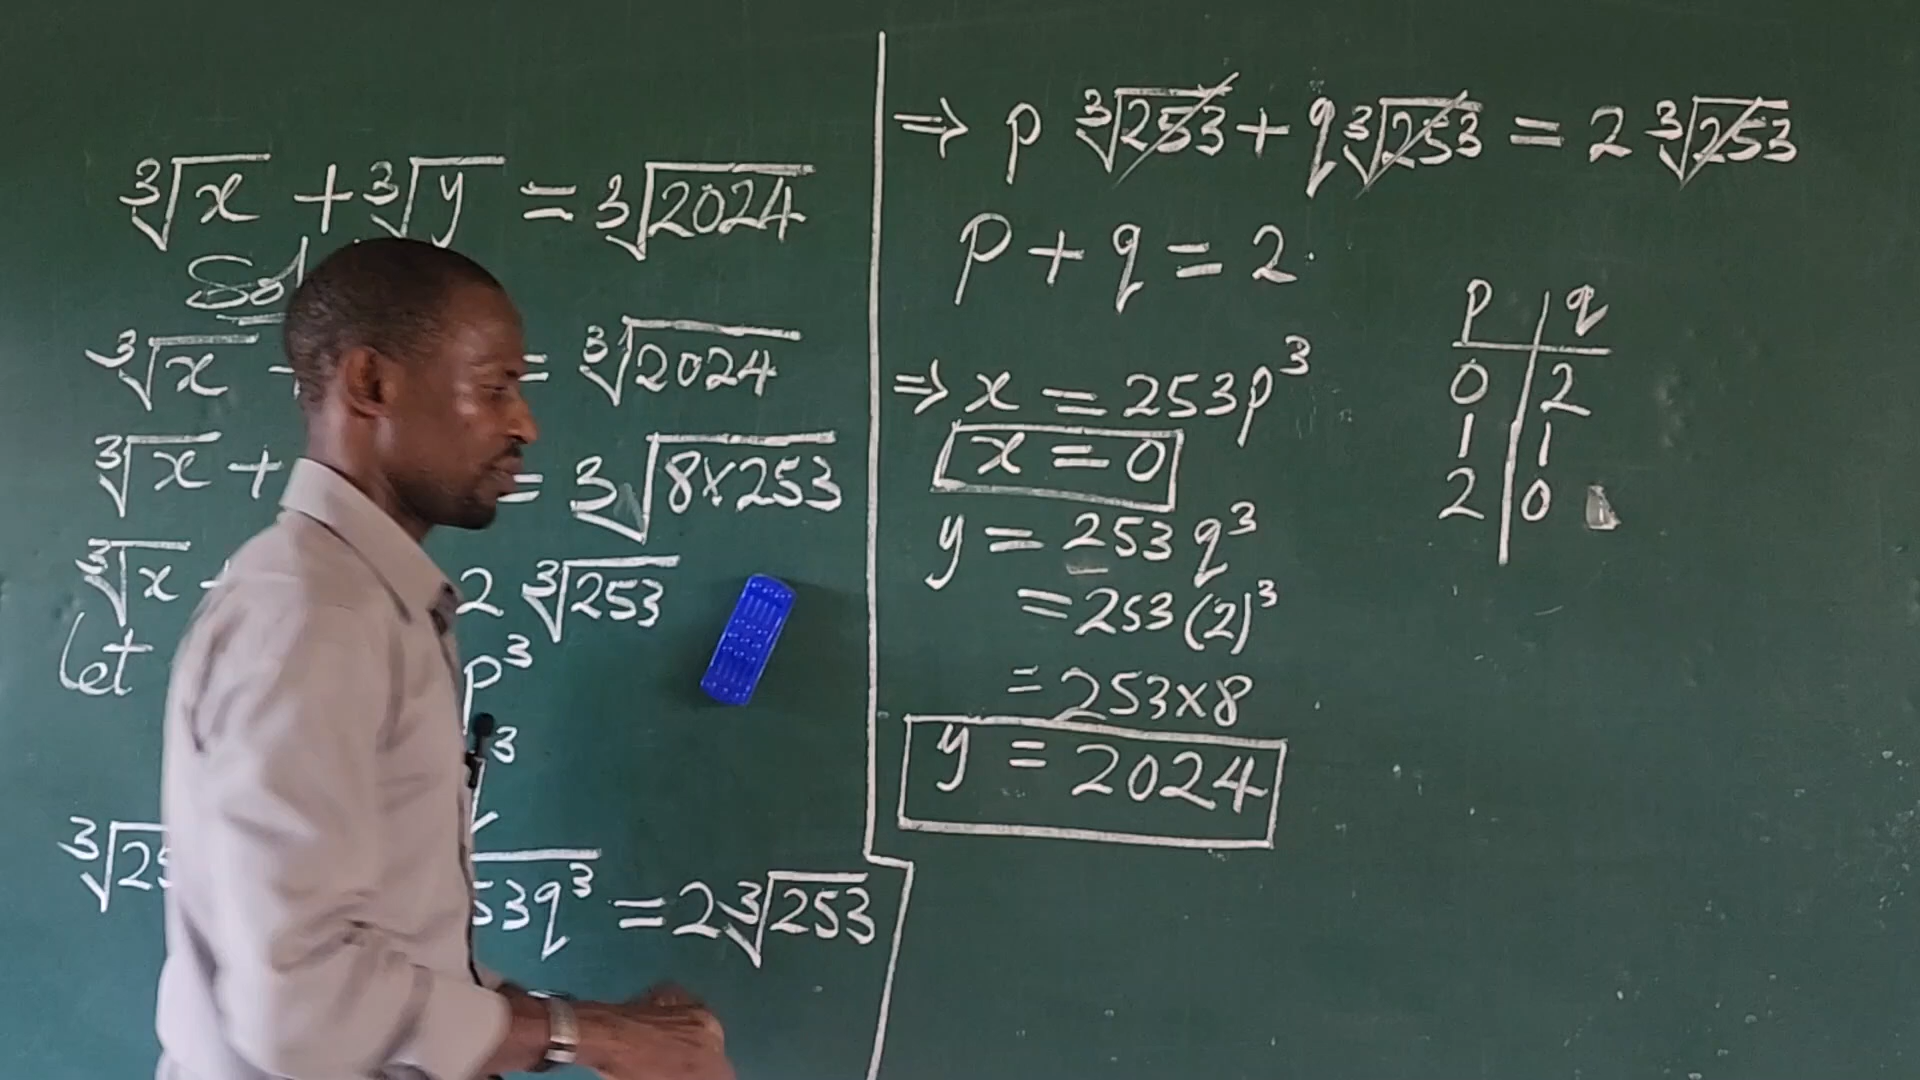 ∛x + ∛y = ∛2024
∛x = ∛2024
∛x + = ∛8×253
∛x 2∛253
Let p³
³
∛25 53q³ = 2∛253
⇒ p ∛253 + q∛253 = 2∛253
p + q = 2.
⇒ x = 253p³
x = 0
y = 253q³
= 253(2)³
= 253×8
y = 2024
p | q
0 | 2
1 | 1
2 | 0